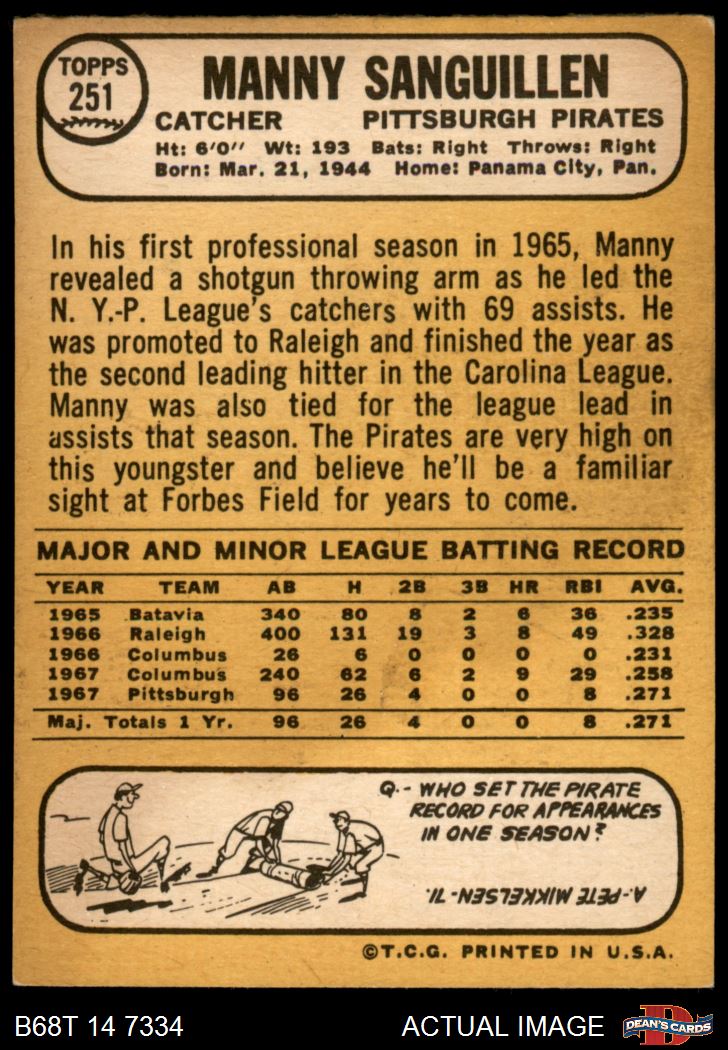 TOPPS
251
MANNY SANGUILLEN
CATCHER PITTSBURGH PIRATES
Ht: 6'0" Wt: 193 Bats: Right Throws: Right
Born: Mar. 21, 1944 Home: Panama City, Pan.
In his first professional season in 1965, Manny
revealed a shotgun throwing arm as he led the
N. Y.-P. League's catchers with 69 assists. He
was promoted to Raleigh and finished the year as
the second leading hitter in the Carolina League.
Manny was also tied for the league lead in
assists that season. The Pirates are very high on
this youngster and believe he'll be a familiar
sight at Forbes Field for years to come.
MAJOR AND MINOR LEAGUE BATTING RECORD
YEAR TEAM AB H 2B 3B HR RBI AVG.
1965 Batavia 340 80 8 2 6 36 .235
1966 Raleigh 400 131 19 3 8 49 .328
1966 Columbus 26 6 0 0 0 0 .231
1967 Columbus 240 62 6 2 9 29 .258
1967 Pittsburgh 96 26 4 0 0 8 .271
Maj. Totals 1 Yr. 96 26 4 0 0 8 .271
Q.- WHO SET THE PIRATE
RECORD FOR APPEARANCES
IN ONE SEASON?
A.-PETE MIKKELSEN-71.
©T.C.G. PRINTED IN U.S.A.
B68T 14 7334 ACTUAL IMAGE
D
DEAN'S CARDS